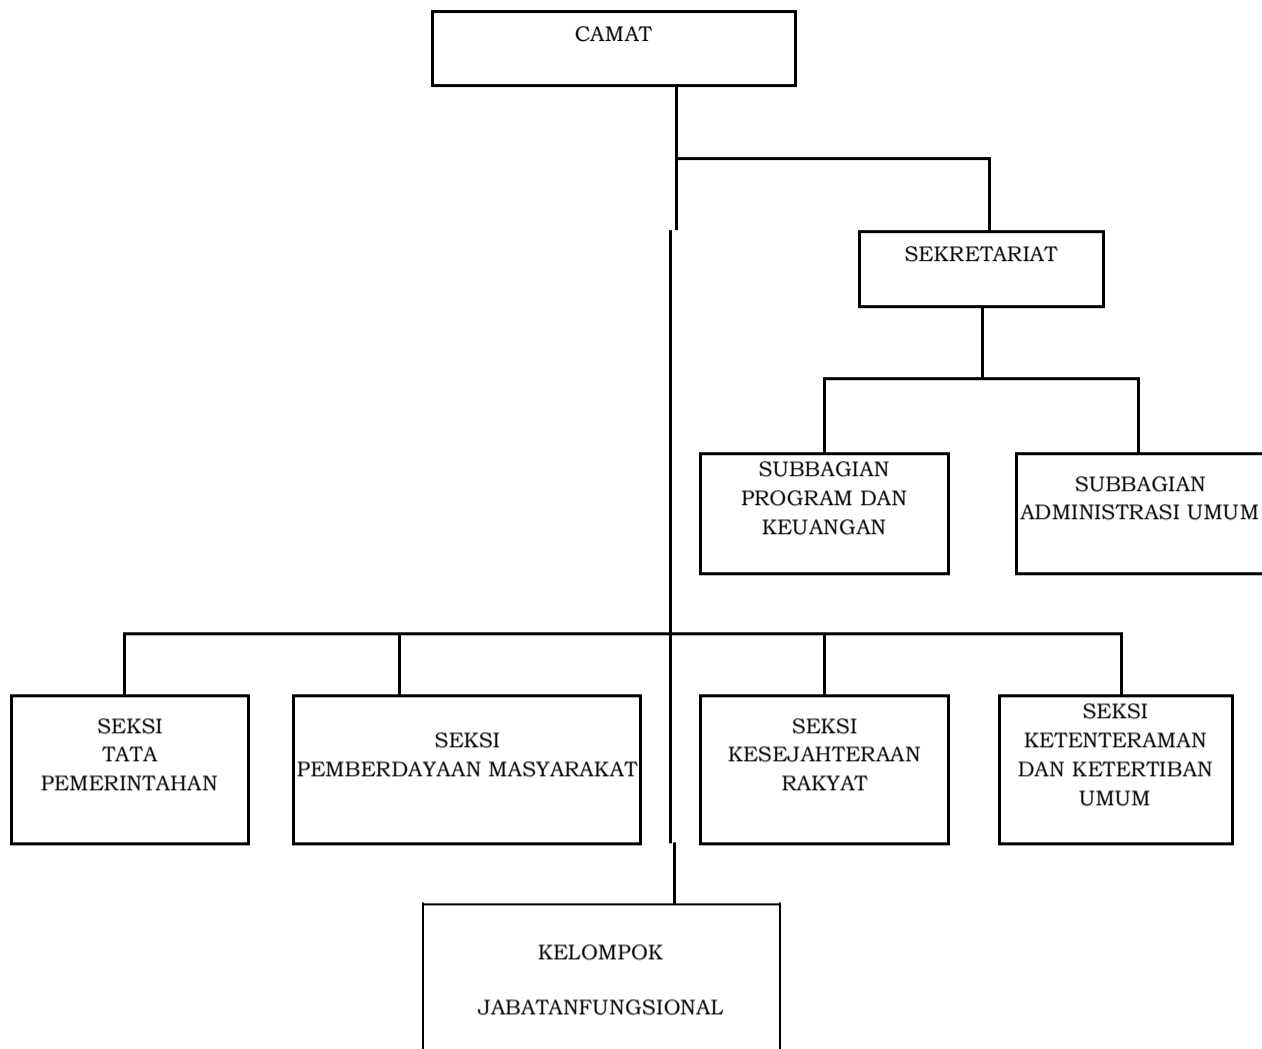 CAMAT
SEKRETARIAT
SUBBAGIAN
PROGRAM DAN
KEUANGAN
SUBBAGIAN
ADMINISTRASI UMUM
SEKSI
TATA
PEMERINTAHAN
SEKSI
PEMBERDAYAAN MASYARAKAT
SEKSI
KESEJAHTERAAN
RAKYAT
SEKSI
KETENTERAMAN
DAN KETERTIBAN
UMUM
KELOMPOK
JABATANFUNGSIONAL